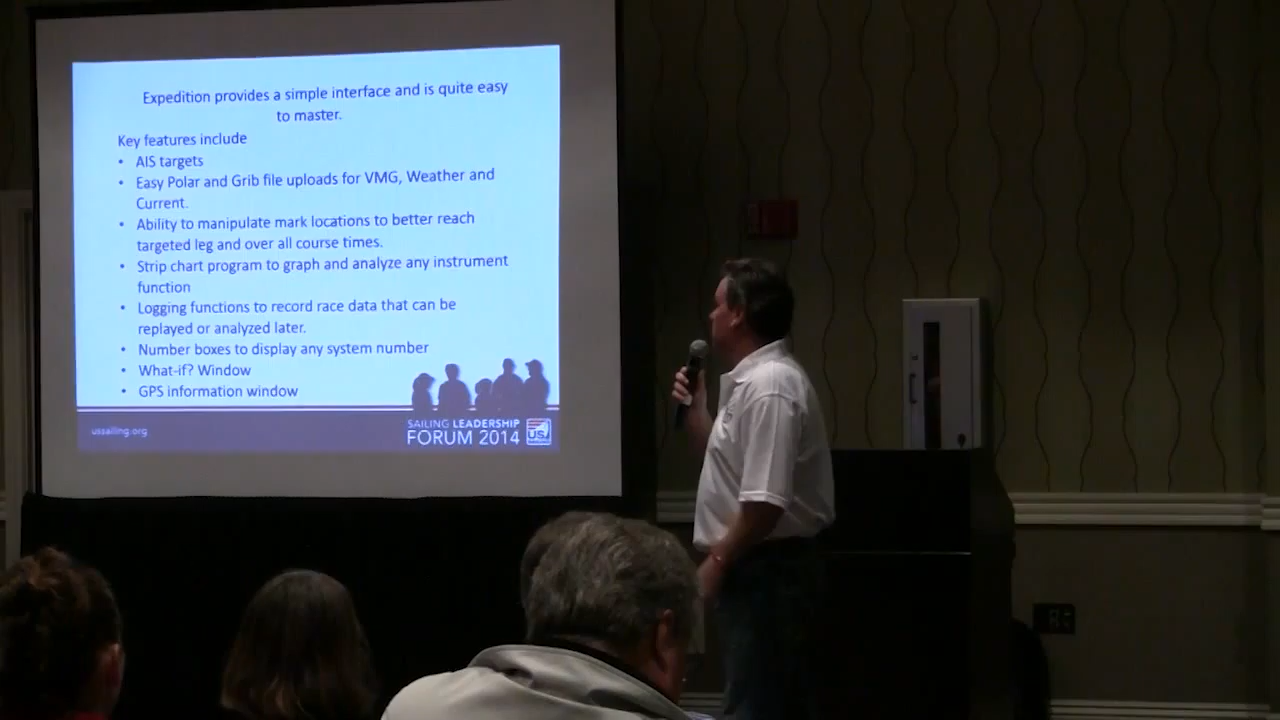 Expedition provides a simple interface and is quite easy
to master.
Key features include
• AIS targets
• Easy Polar and Grib file uploads for VMG, Weather and
Current.
• Ability to manipulate mark locations to better reach
targeted leg and over all course times.
• Strip chart program to graph and analyze any instrument
function
• Logging functions to record race data that can be
replayed or analyzed later.
• Number boxes to display any system number
• What-if? Window
• GPS information window
ussailing.org
SAILING LEADERSHIP
FORUM 2014
US